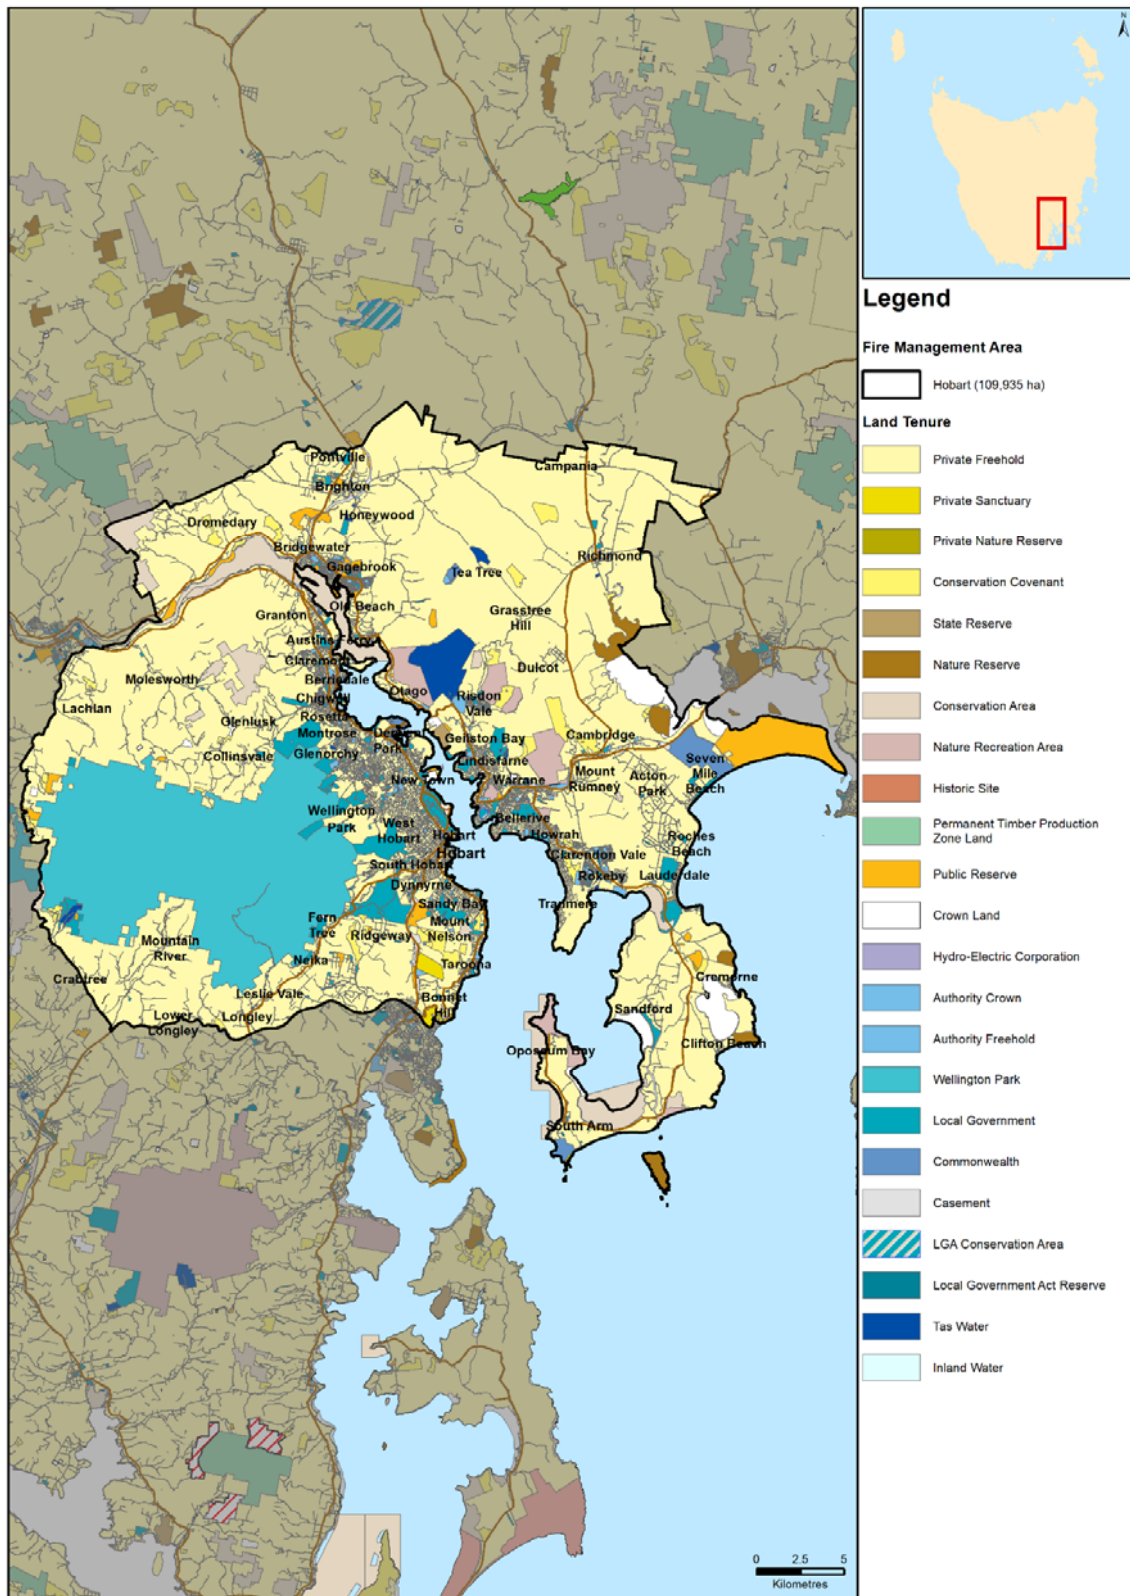 N
Legend
Fire Management Area
Hobart (109,935 ha)
Land Tenure
Private Freehold
Private Sanctuary
Private Nature Reserve
Conservation Covenant
State Reserve
Nature Reserve
Conservation Area
Nature Recreation Area
Historic Site
Permanent Timber Production
Zone Land
Public Reserve
Crown Land
Hydro-Electric Corporation
Authority Crown
Authority Freehold
Wellington Park
Local Government
Commonwealth
Casement
LGA Conservation Area
Local Government Act Reserve
Tas Water
Inland Water
Pontville
Brighton
Campania
Dromedary
Honeywood
Bridgewater
Gagebrook
Richmond
Tea Tree
Old Beach
Granton
Grasstree
Hill
Austins Ferry
Claremont
Dulcot
Molesworth
Berriedale
Otago
Chigwell
Risdon
Vale
Lachlan
Rosetta
Glenlusk
Montrose
Derwent
Park
Geilston Bay
Cambridge
Collinsvale
Glenorchy
Lindisfarne
Seven
Mile
Beach
New Town
Warrane
Mount
Rumney
Acton
Park
Wellington
Park
West
Hobart
Hobart
Bellerive
Howrah
Roches
Beach
Hobart
Clarendon Vale
South Hobart
Rokeby
Lauderdale
Dynnyrne
Sandy Bay
Tranmere
Fern
Tree
Mount
Nelson
Ridgeway
Mountain
River
Neika
Taroona
Cremorne
Crabtree
Leslie Vale
Bonnet
Hill
Sandford
Lower
Longley
Longley
Clifton Beach
Opossum Bay
South Arm
0 2.5 5
Kilometres